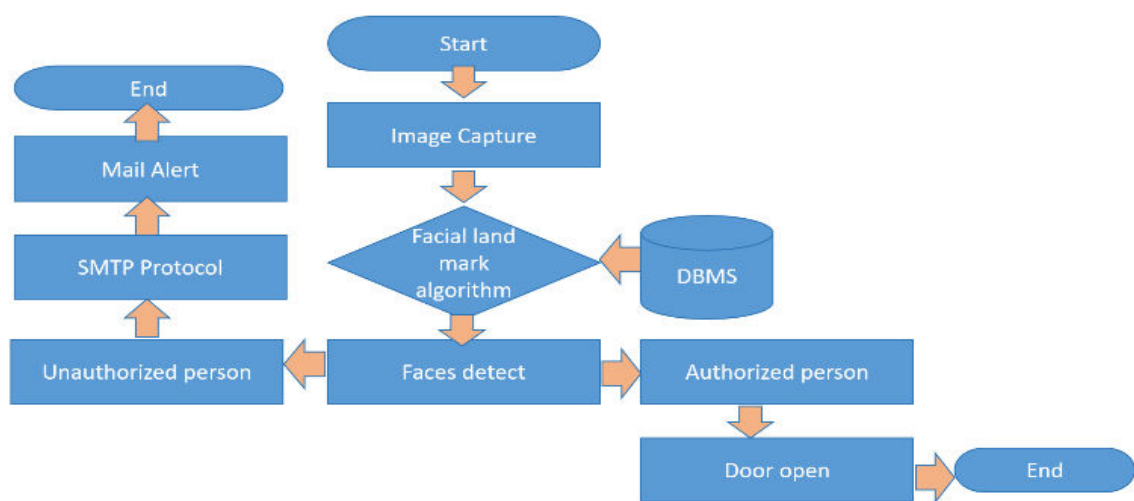 Start
End
Image Capture
Mail Alert
Facial land
mark
algorithm
SMTP Protocol
DBMS
Unauthorized person
Faces detect
Authorized person
Door open
End